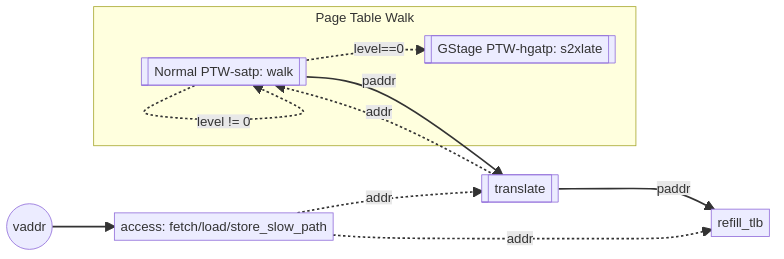 Page Table Walk
level==0
GStage PTW-hgatp: s2xlate
Normal PTW-satp: walk
paddr
addr
level != 0
translate
paddr
addr
vaddr
access: fetch/load/store_slow_path
refill_tlb
addr